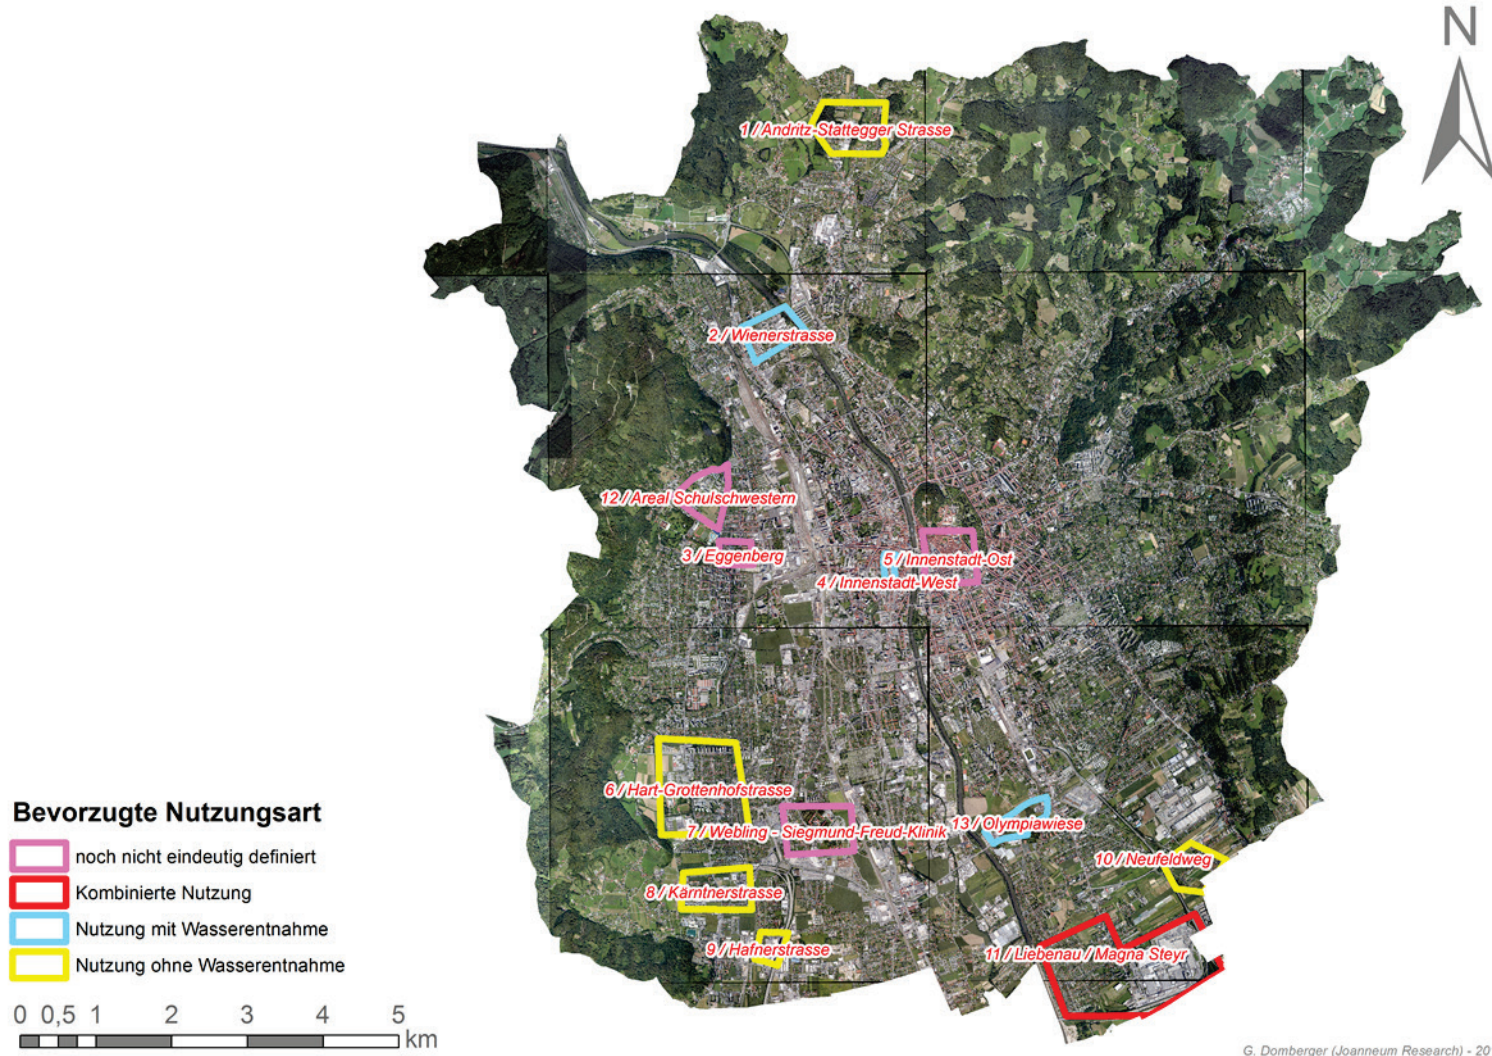 N
1 / Andritz-Stattegger Strasse
2 / Wienerstrasse
12 / Areal Schulschwestern
3 / Eggenberg
5 / Innenstadt-Ost
4 / Innenstadt-West
6 / Hart-Grottenhofstrasse
7 / Webling - Siegmund-Freud-Klinik
13 / Olympiawiese
10 / Neufeldweg
8 / Kärntnerstrasse
9 / Hafnerstrasse
11 / Liebenau / Magna Steyr
Bevorzugte Nutzungsart
noch nicht eindeutig definiert
Kombinierte Nutzung
Nutzung mit Wasserentnahme
Nutzung ohne Wasserentnahme
0 0,5 1 2 3 4 5
km
G. Domberger (Joanneum Research) - 20